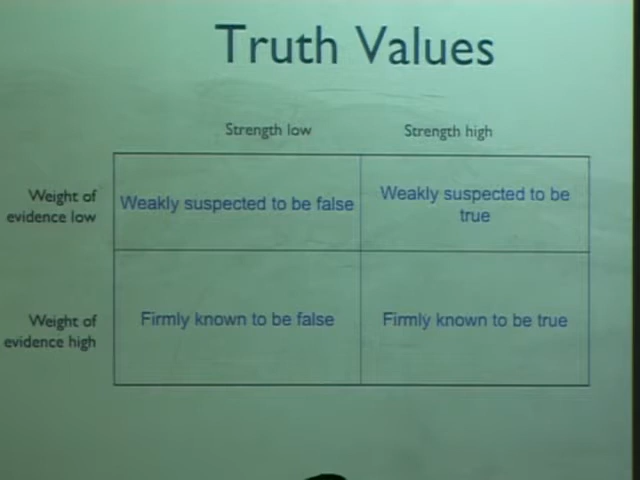 Truth Values
Strength low
Strength high
Weight of
evidence low
Weakly suspected to be false
Weakly suspected to be
true
Weight of
evidence high
Firmly known to be false
Firmly known to be true